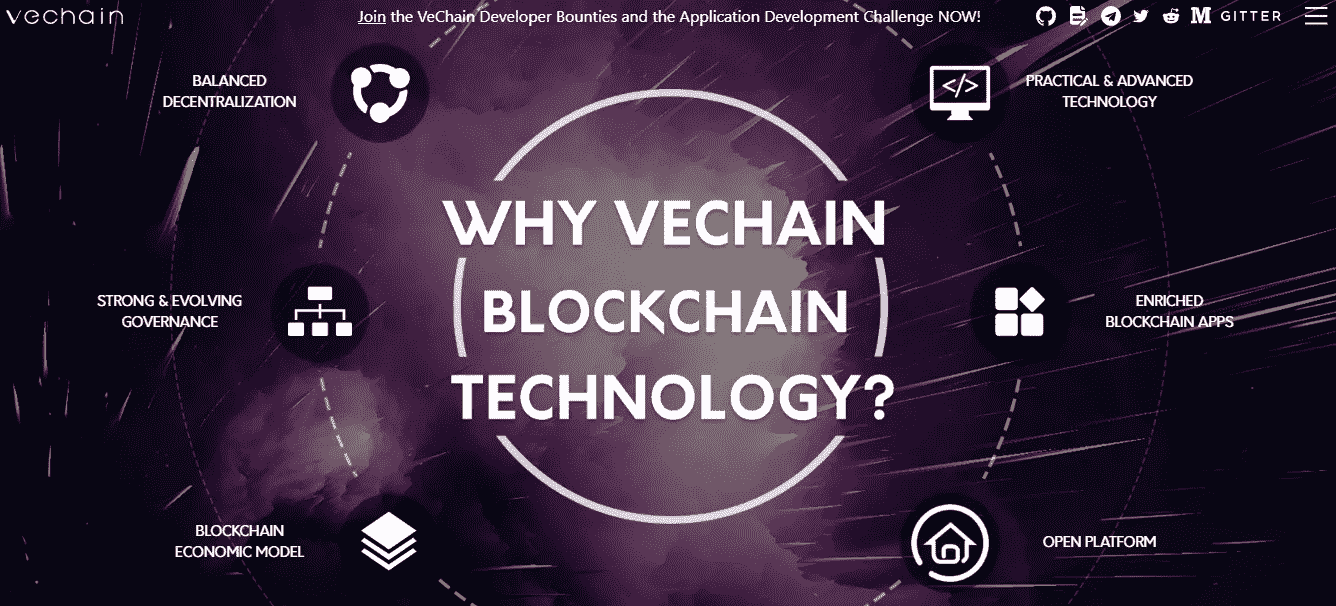 vechain
Join the VeChain Developer Bounties and the Application Development Challenge NOW!
M GITTER
BALANCED
DECENTRALIZATION
</>
PRACTICAL & ADVANCED
TECHNOLOGY
WHY VECHAIN
BLOCKCHAIN
TECHNOLOGY?
STRONG & EVOLVING
GOVERNANCE
ENRICHED
BLOCKCHAIN APPS
BLOCKCHAIN
ECONOMIC MODEL
OPEN PLATFORM